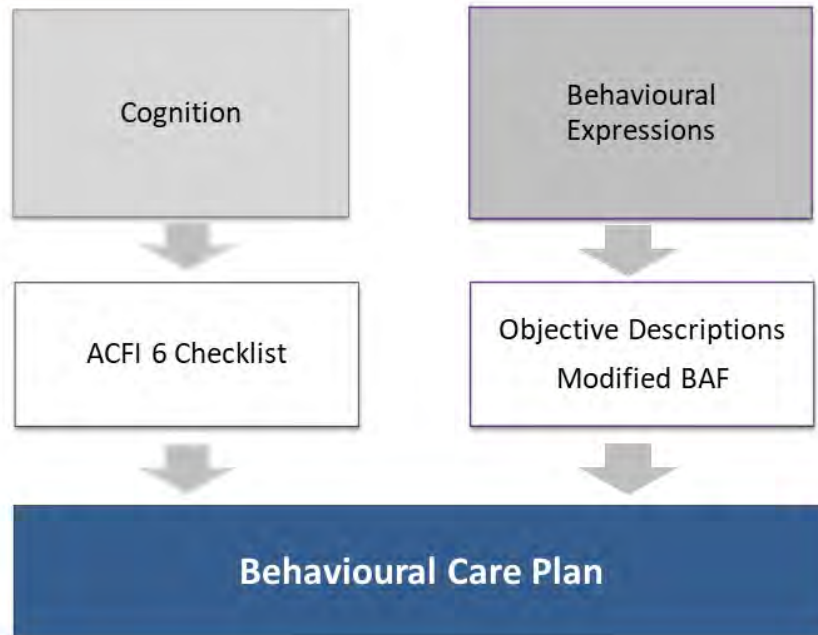 Cognition
Behavioural
Expressions
ACFI 6 Checklist
Objective Descriptions
Modified BAF
Behavioural Care Plan